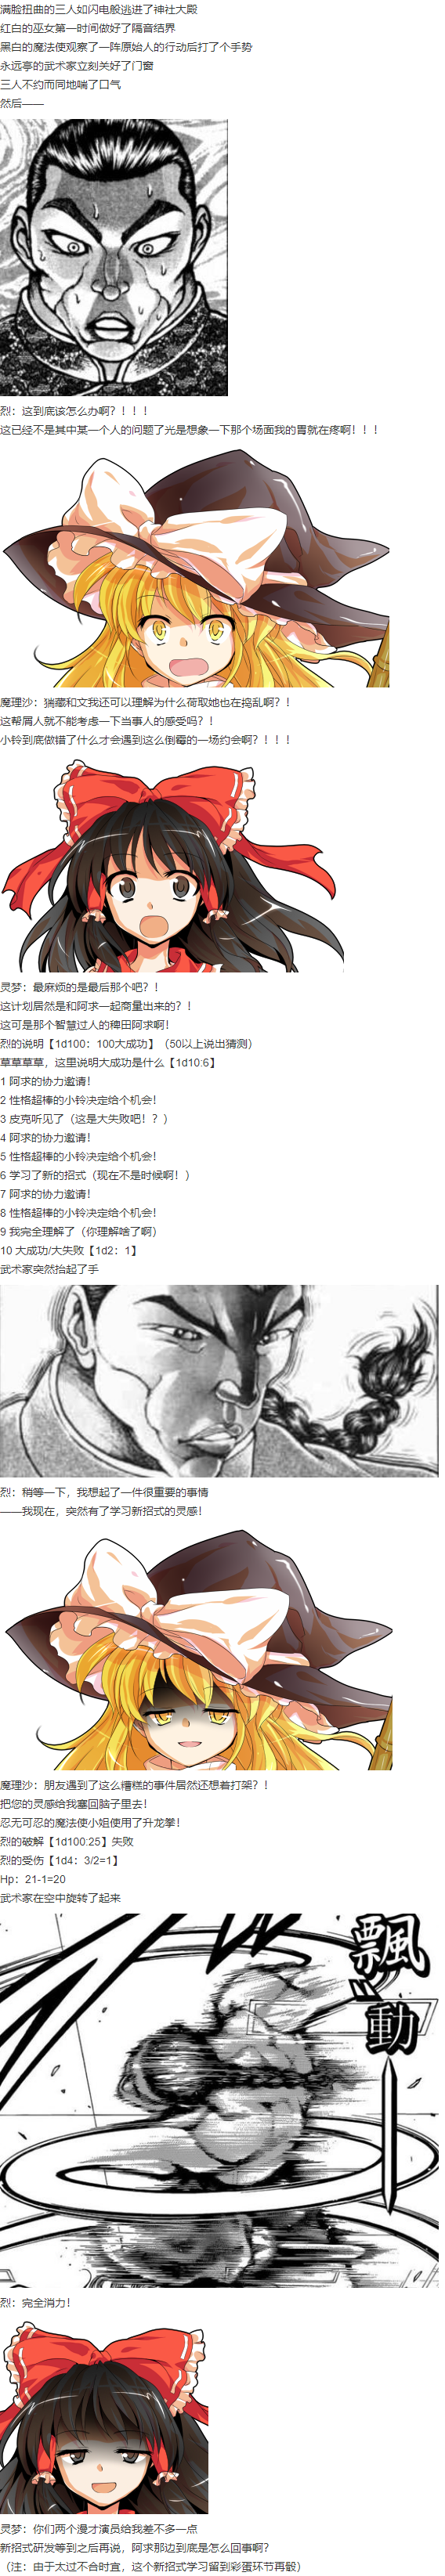 满脸扭曲的三人如闪电般逃进了神社大殿
红白的巫女第一时间做好了隔音结界
黑白的魔法使观察了一阵原始人的行动后打了个手势
永远亭的武术家立刻关好了门窗
三人不约而同地喘了口气
然后——
烈：这到底该怎么办啊？！！！
这已经不是其中某一个人的问题了光是想象一下那个场面我的胃就在疼啊！！！
魔理沙：猯藏和文我还可以理解为什么荷取她也在捣乱啊？！
这帮屑人就不能考虑一下当事人的感受吗？！
小铃到底做错了什么才会遇到这么倒霉的一场约会啊？！！！
灵梦：最麻烦的是最后那个吧？！
这计划居然是和阿求一起商量出来的？！
这可是那个智慧过人的稗田阿求啊！
烈的说明【1d100：100大成功】（50以上说出猜测）
草草草草，这里说明大成功是什么【1d10:6】
1 阿求的协力邀请！
2 性格超棒的小铃决定给个机会！
3 皮克听见了（这是大失败吧！？）
4 阿求的协力邀请！
5 性格超棒的小铃决定给个机会！
6 学习了新的招式（现在不是时候啊！）
7 阿求的协力邀请！
8 性格超棒的小铃决定给个机会！
9 我完全理解了（你理解啥了啊）
10 大成功/大失败【1d2：1】
武术家突然抬起了手
烈：稍等一下，我想起了一件很重要的事情
——我现在，突然有了学习新招式的灵感！
魔理沙：朋友遇到了这么糟糕的事件居然还想着打架？！
把您的灵感给我塞回脑子里去！
忍无可忍的魔法使小姐使用了升龙拳！
烈的破解【1d100:25】失败
烈的受伤【1d4：3/2=1】
Hp：21-1=20
武术家在空中旋转了起来
飄動
烈：完全消力！
灵梦：你们两个漫才演员给我差不多一点
新招式研发等到之后再说，阿求那边到底是怎么回事啊？
（注：由于太过不合时宜，这个新招式学习留到彩蛋环节再骰）